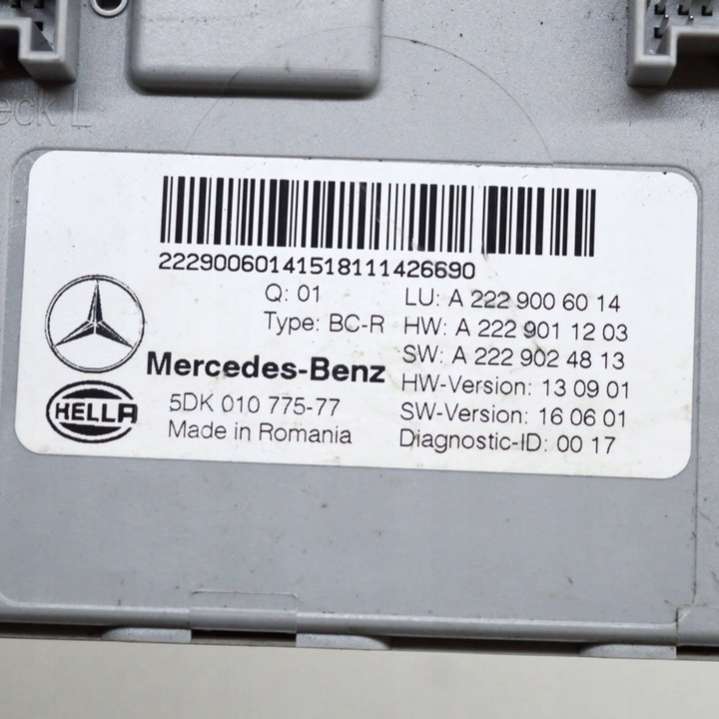 eck L
22290060141518111426690
Q: 01
LU: A 222 900 60 14
Type: BC-R
HW: A 222 901 12 03
SW: A 222 902 48 13
Mercedes-Benz
HW-Version: 13 09 01
HELLA
5DK 010 775-77
SW-Version: 16 06 01
Made in Romania
Diagnostic-ID: 00 17